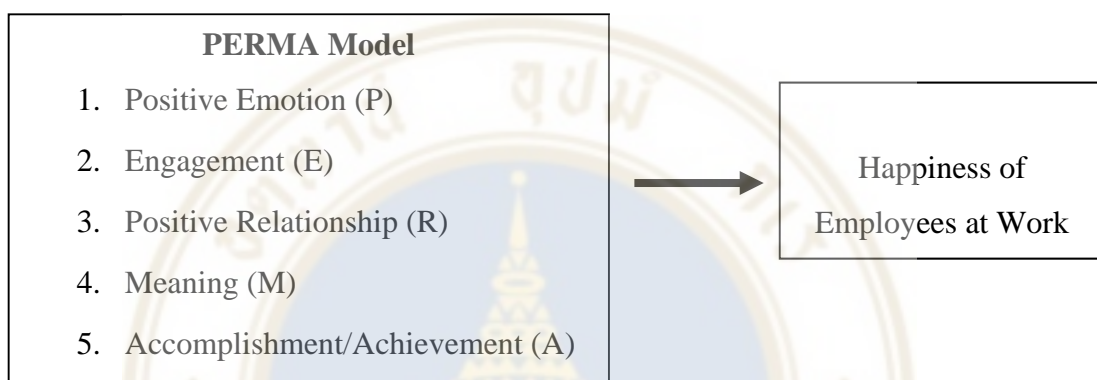 PERMA Model
1. Positive Emotion (P)
2. Engagement (E)
3. Positive Relationship (R)
4. Meaning (M)
5. Accomplishment/Achievement (A)
Happiness of
Employees at Work